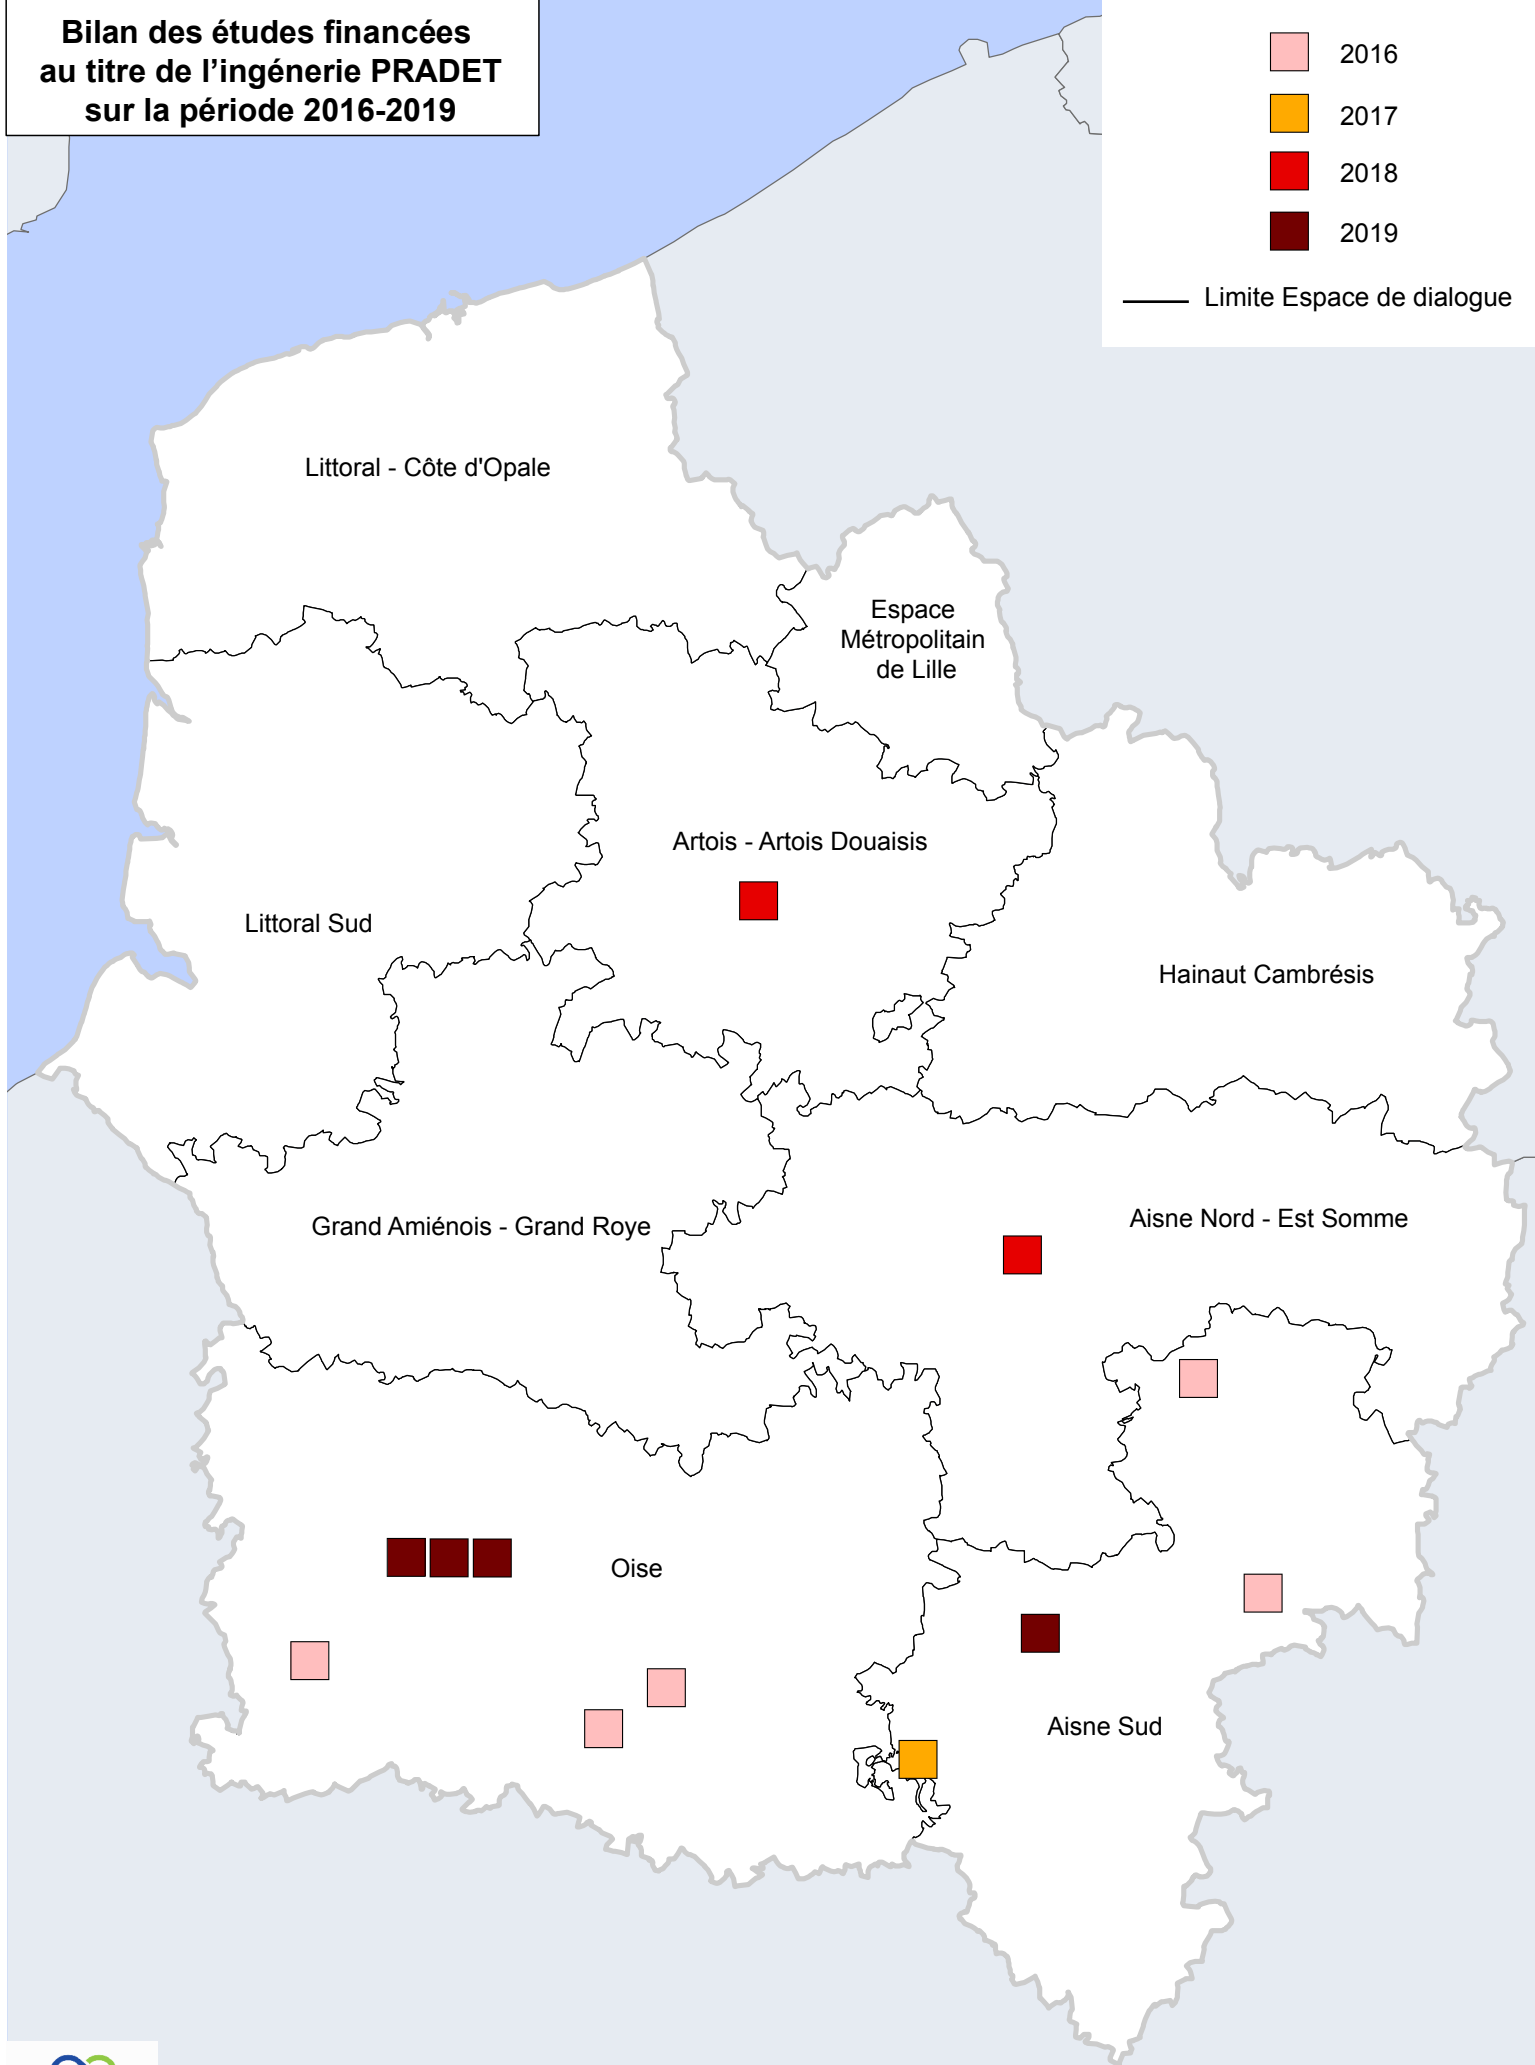 Bilan des études financées
au titre de l’ingénerie PRADET
sur la période 2016-2019
2016
2017
2018
2019
Limite Espace de dialogue
Littoral - Côte d'Opale
Espace
Métropolitain
de Lille
Artois - Artois Douaisis
Littoral Sud
Hainaut Cambrésis
Grand Amiénois - Grand Roye
Aisne Nord - Est Somme
Oise
Aisne Sud